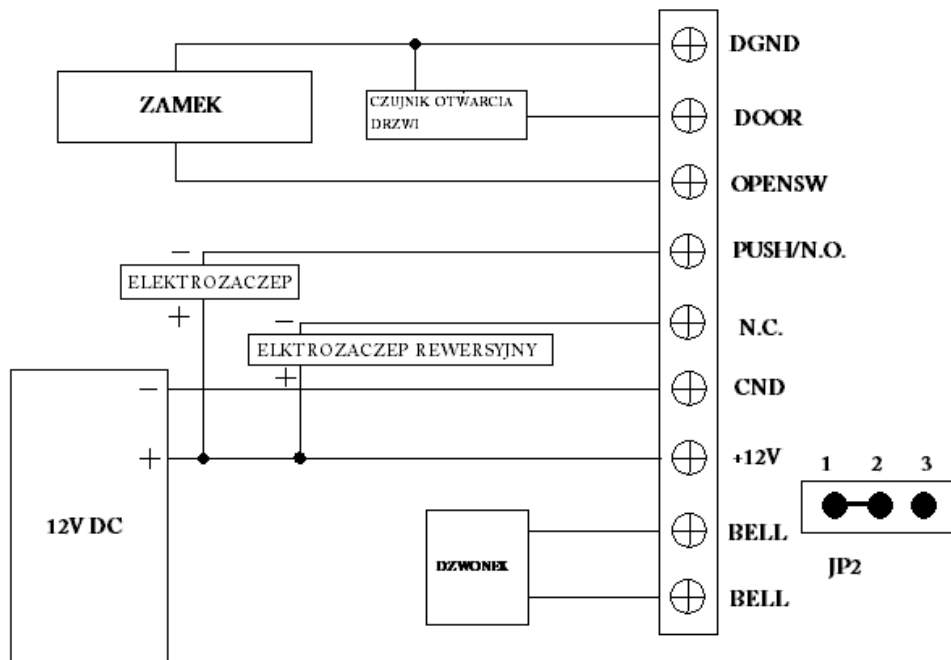 DGND
ZAMEK
CZUJNIK OTWARCIA
DRZWI
DOOR
OPENSW
−
PUSH/N.O.
ELEKTROZACZEP
+
−
N.C.
ELKTROZACZEP REWERSYJNY
+
−
CND
+
+12V
1 2 3
12V DC
BELL
DZWONEK
JP2
BELL